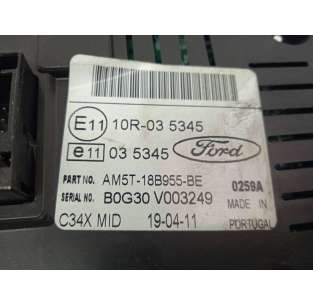 E11 10R-03 5345
e11 03 5345 Ford
PART NO. AM5T-18B955-BE 0259A
SERIAL NO. B0G30 V003249 MADE IN
C34X MID 19-04-11 PORTUGAL